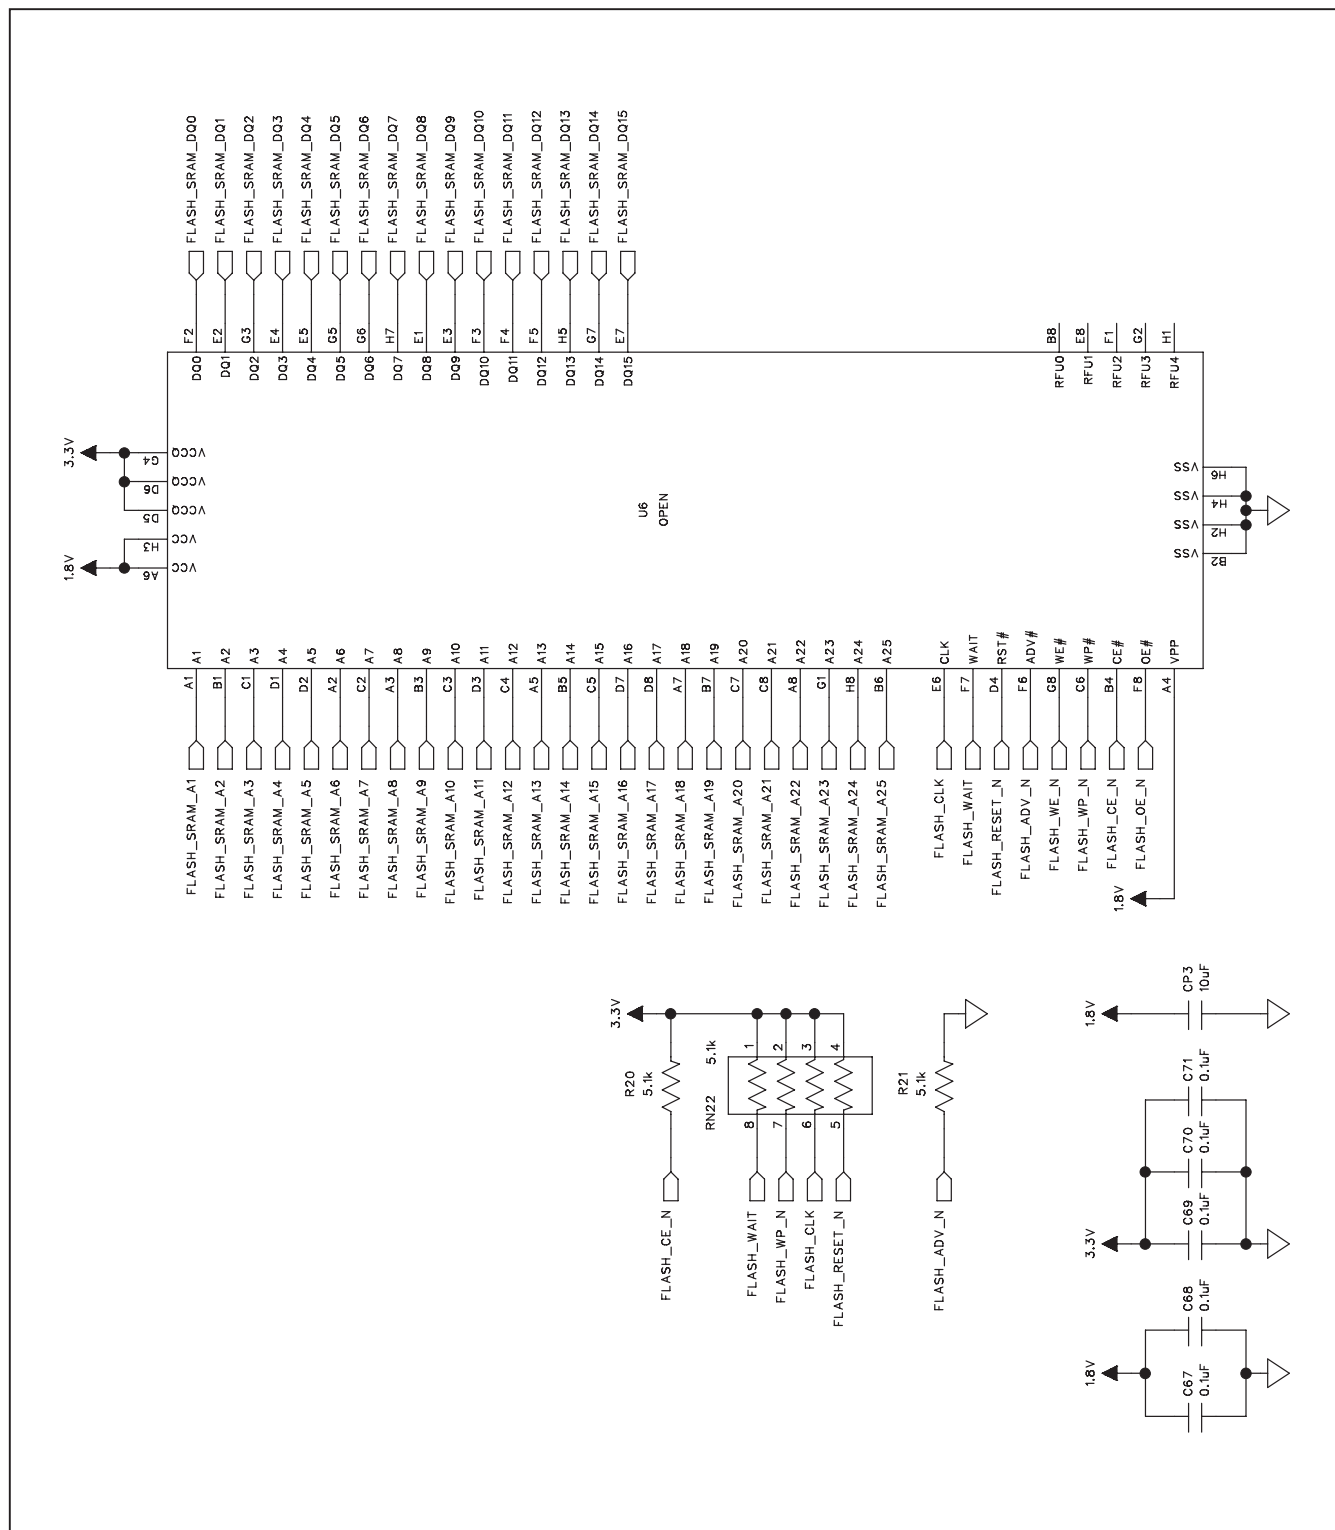 FLASH_SRAM_A1 A1 A1
FLASH_SRAM_A2 B1 A2
FLASH_SRAM_A3 C1 A3
FLASH_SRAM_A4 D1 A4
FLASH_SRAM_A5 D2 A5
FLASH_SRAM_A6 A2 A6
FLASH_SRAM_A7 C2 A7
FLASH_SRAM_A8 A3 A8
FLASH_SRAM_A9 B3 A9
FLASH_SRAM_A10 C3 A10
FLASH_SRAM_A11 D3 A11
FLASH_SRAM_A12 C4 A12
FLASH_SRAM_A13 A5 A13
FLASH_SRAM_A14 B5 A14
FLASH_SRAM_A15 C5 A15
FLASH_SRAM_A16 D7 A16
FLASH_SRAM_A17 D8 A17
FLASH_SRAM_A18 A7 A18
FLASH_SRAM_A19 B7 A19
FLASH_SRAM_A20 C7 A20
FLASH_SRAM_A21 C8 A21
FLASH_SRAM_A22 A8 A22
FLASH_SRAM_A23 G1 A23
FLASH_SRAM_A24 H8 A24
FLASH_SRAM_A25 B6 A25
FLASH_CLK E6 CLK
FLASH_WAIT F7 WAIT
FLASH_RESET_N D4 RST#
FLASH_ADV_N F6 ADV#
FLASH_WE_N G8 WE#
FLASH_WP_N C6 WP#
FLASH_CE_N B4 CE#
FLASH_OE_N F8 OE#
1.8V A4 VPP
1.8V
A6 VCC
H3 VCC
3.3V
D5 VCCQ
D6 VCCQ
G4 VCCQ
U6
OPEN
VSS B2
VSS H2
VSS H4
VSS H6
DQ0 F2 FLASH_SRAM_DQ0
DQ1 E2 FLASH_SRAM_DQ1
DQ2 G3 FLASH_SRAM_DQ2
DQ3 E4 FLASH_SRAM_DQ3
DQ4 E5 FLASH_SRAM_DQ4
DQ5 G5 FLASH_SRAM_DQ5
DQ6 G6 FLASH_SRAM_DQ6
DQ7 H7 FLASH_SRAM_DQ7
DQ8 E1 FLASH_SRAM_DQ8
DQ9 E3 FLASH_SRAM_DQ9
DQ10 F3 FLASH_SRAM_DQ10
DQ11 F4 FLASH_SRAM_DQ11
DQ12 F5 FLASH_SRAM_DQ12
DQ13 H5 FLASH_SRAM_DQ13
DQ14 G7 FLASH_SRAM_DQ14
DQ15 E7 FLASH_SRAM_DQ15
RFU0 B8
RFU1 E8
RFU2 F1
RFU3 G2
RFU4 H1
3.3V
R20
5.1k
FLASH_CE_N
RN22 5.1k
FLASH_WAIT 8 1
FLASH_WP_N 7 2
FLASH_CLK 6 3
FLASH_RESET_N 5 4
R21
5.1k
FLASH_ADV_N
1.8V
C67
0.1uF
C68
0.1uF
3.3V
C69
0.1uF
C70
0.1uF
C71
0.1uF
1.8V
CP3
10uF